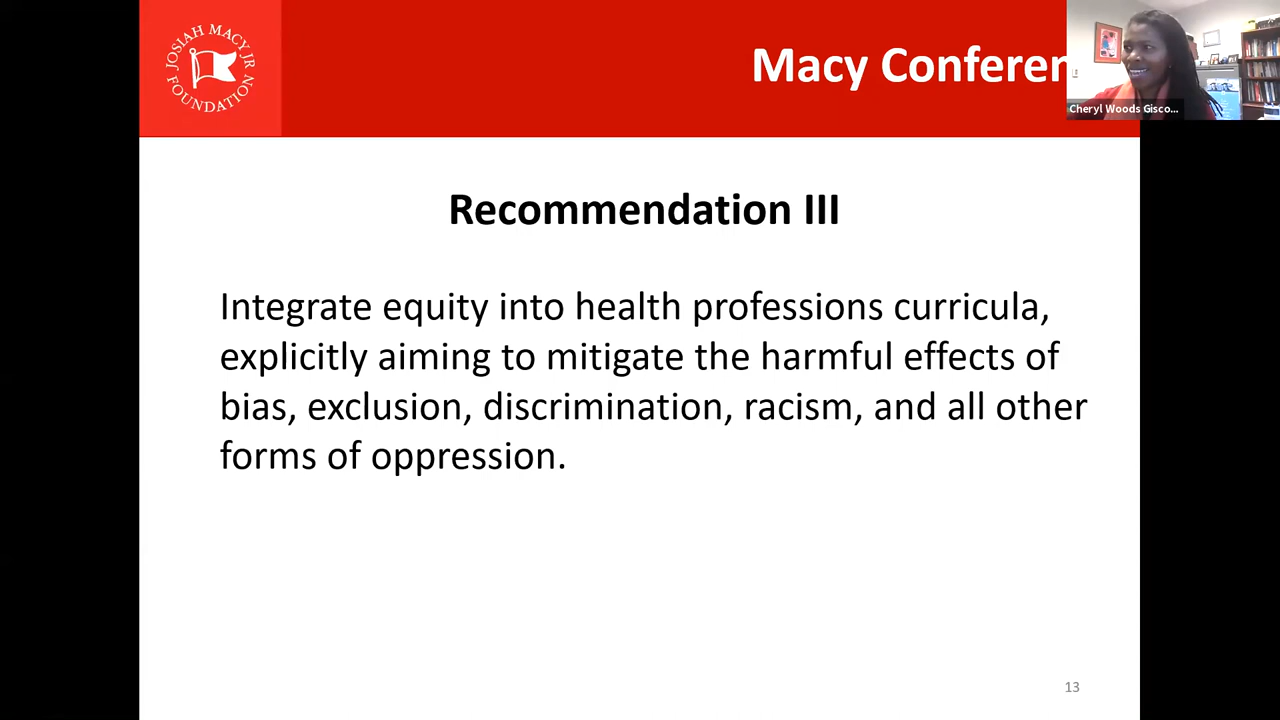 JOSIAH MACY JR
FOUNDATION
Macy Conferen
Cheryl Woods Gisco...
Recommendation III
Integrate equity into health professions curricula,
explicitly aiming to mitigate the harmful effects of
bias, exclusion, discrimination, racism, and all other
forms of oppression.
13